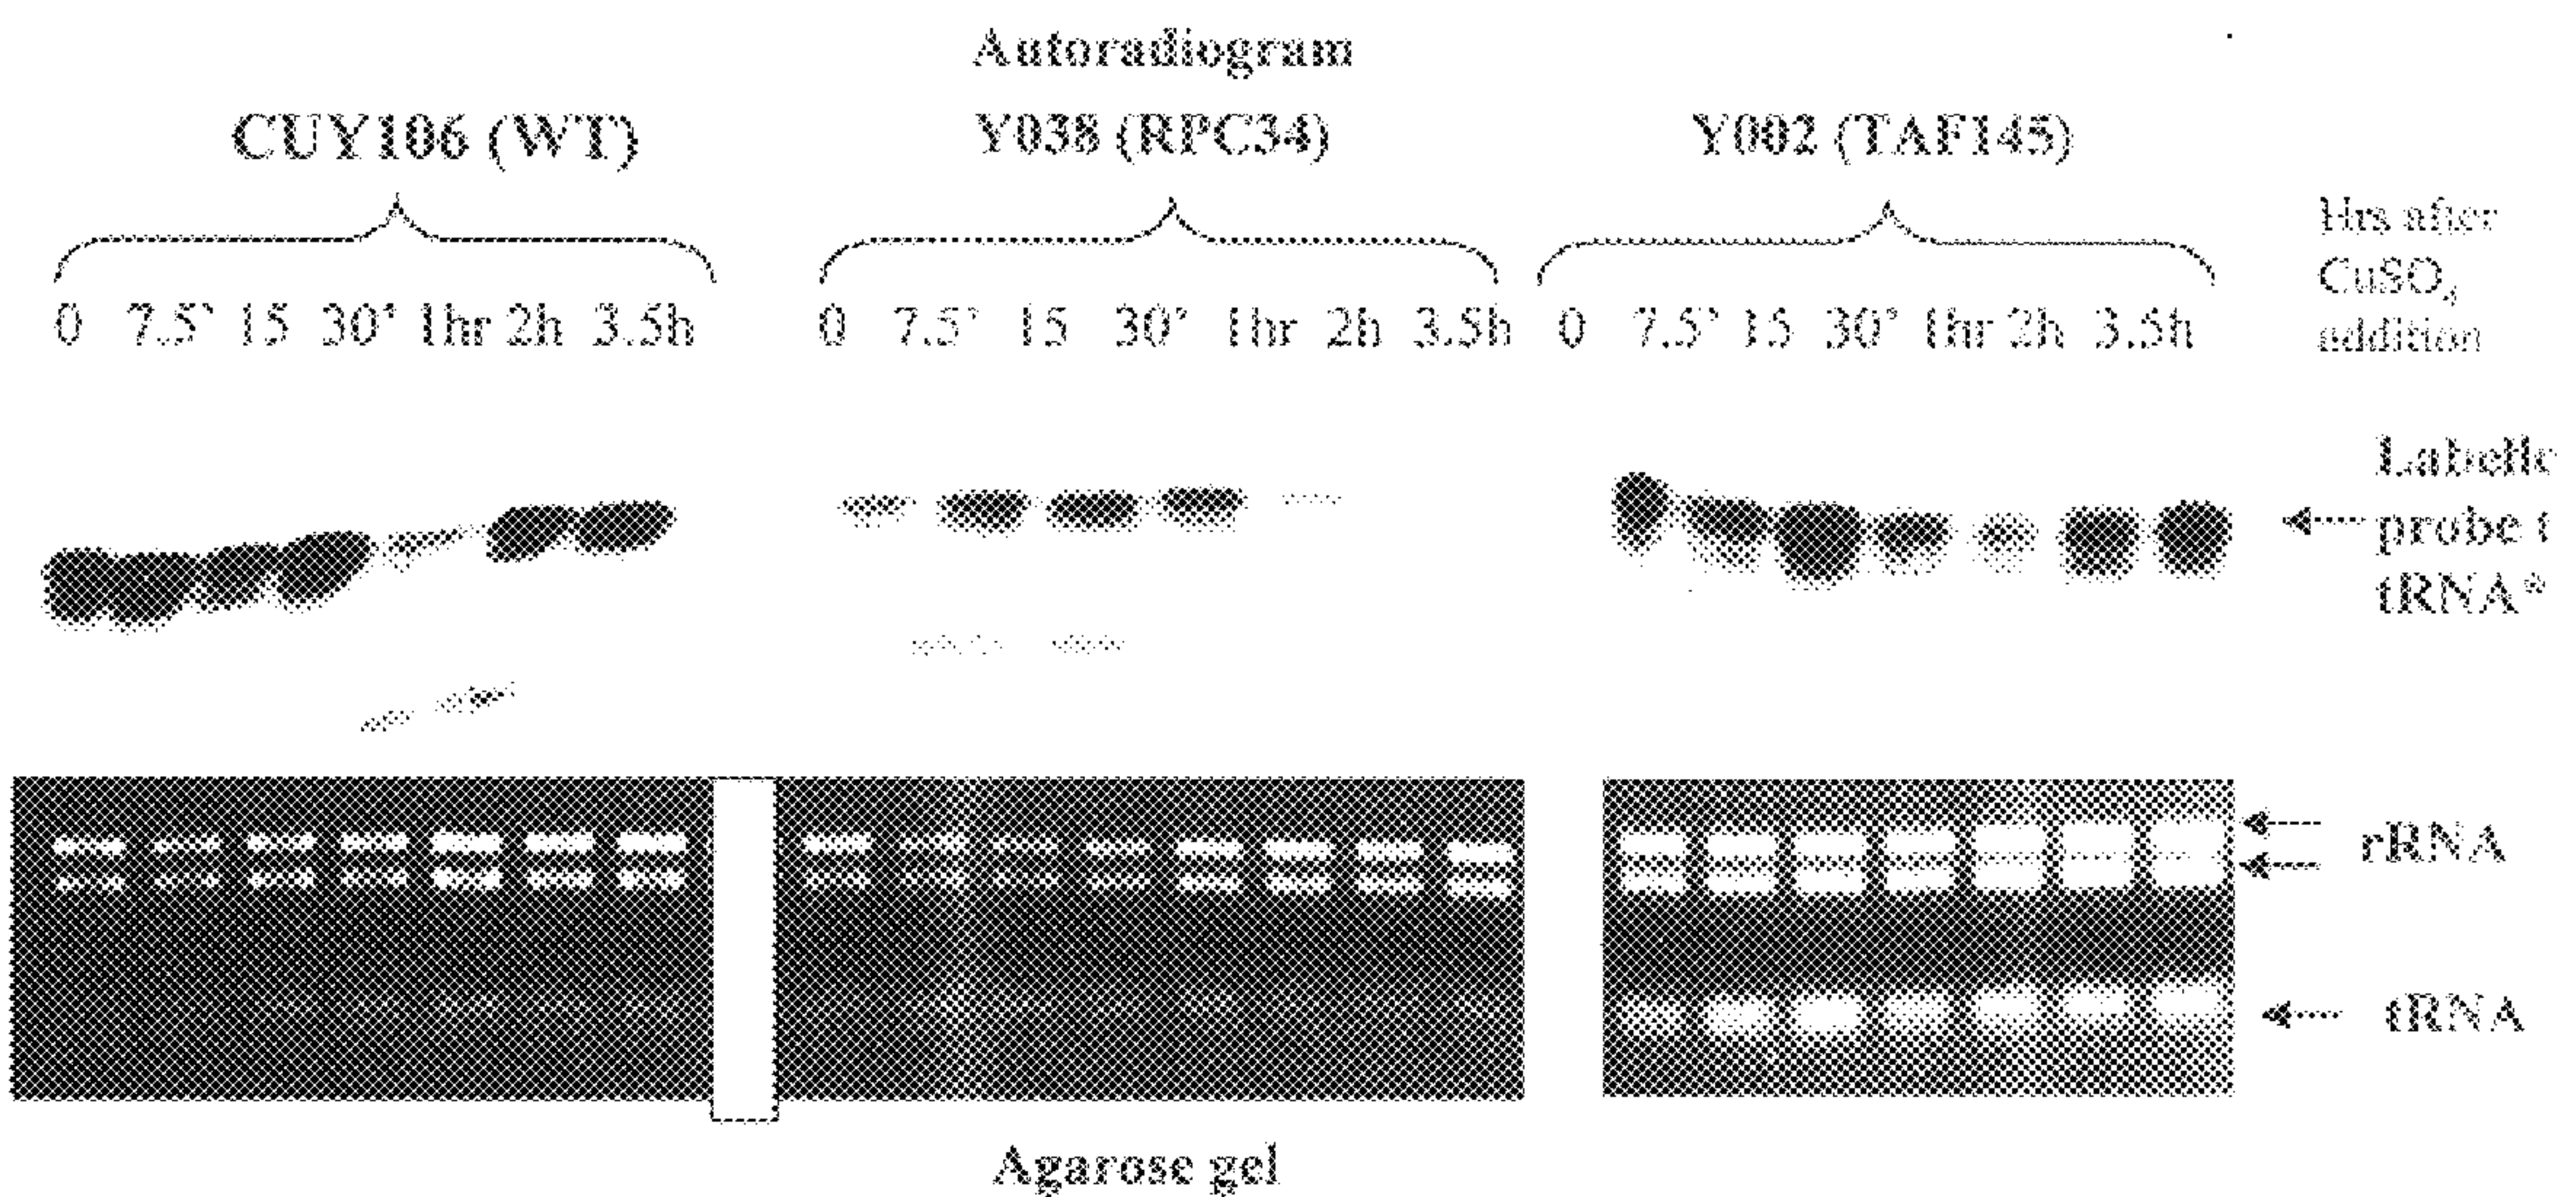 Autoradiogram
CUY106 (WT) Y038 (RPC34) Y002 (TAF145)
Hrs after
CuSO₄
addition
0 7.5' 15 30' 1hr 2h 3.5h 0 7.5' 15 30' 1hr 2h 3.5h 0 7.5' 15 30' 1hr 2h 3.5h
Labelle
probe t
tRNA*
rRNA
tRNA
Agarose gel